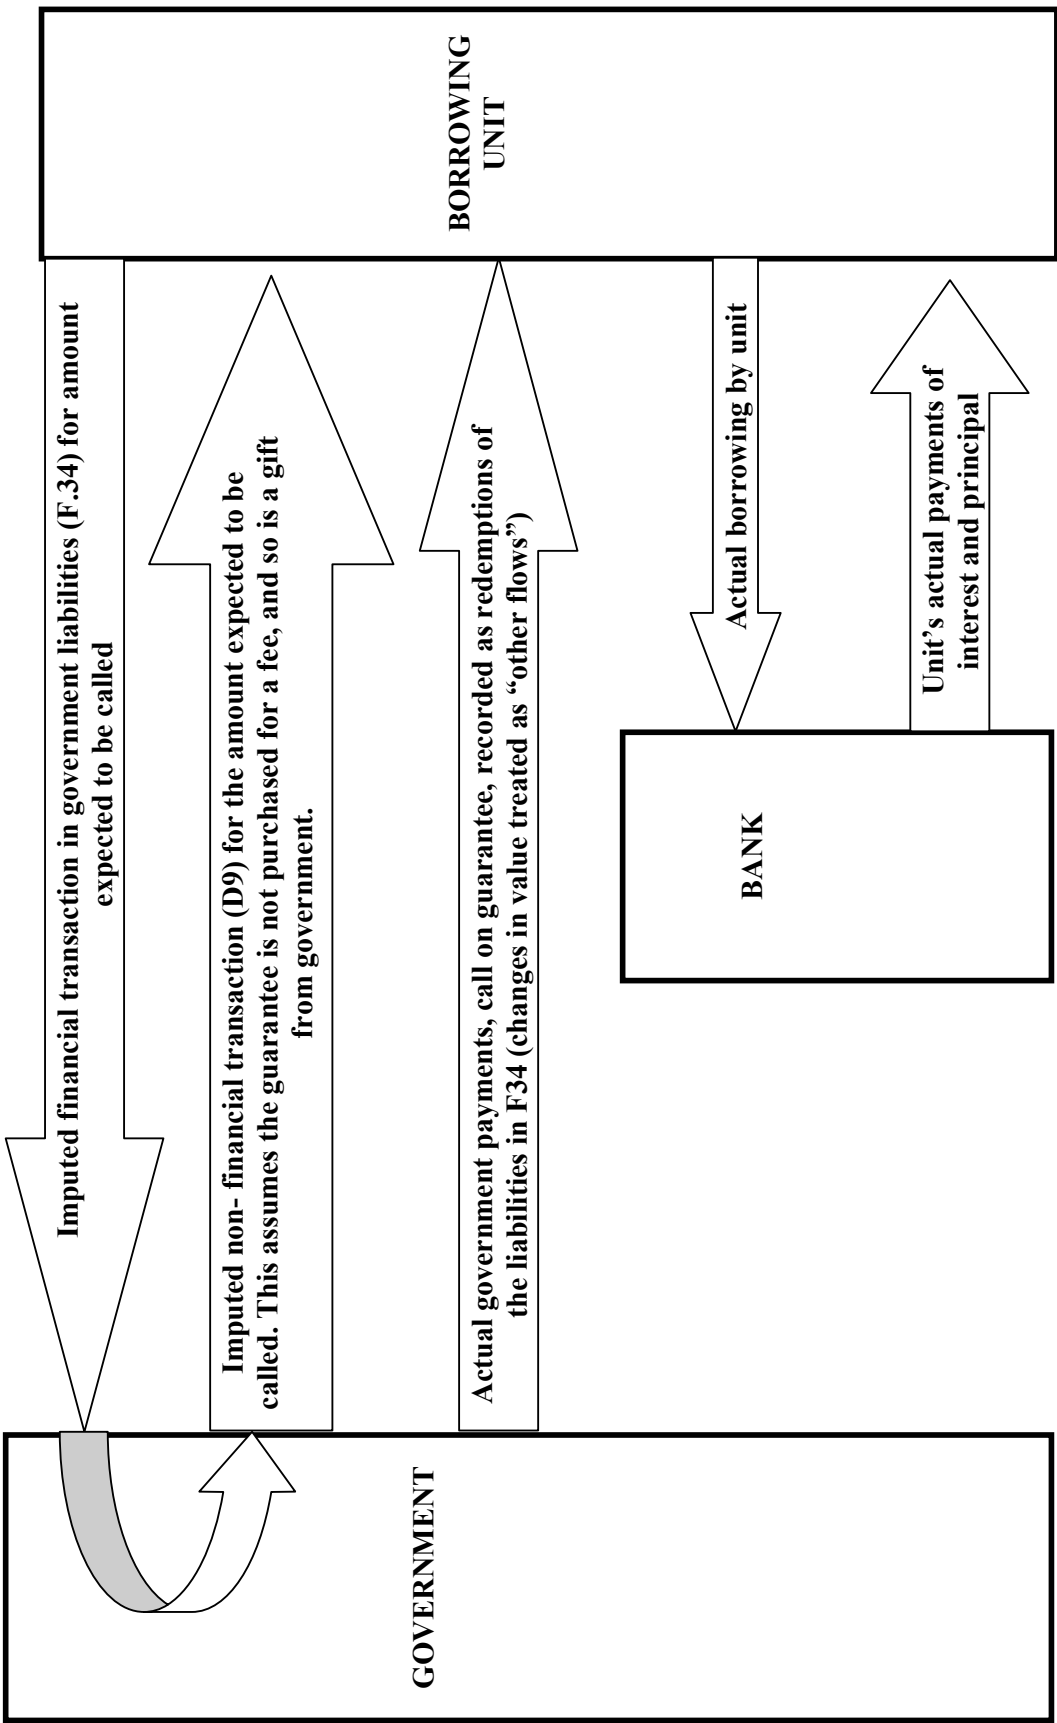 Imputed financial transaction in government liabilities (F.34) for amount
expected to be called
Imputed non- financial transaction (D9) for the amount expected to be
called. This assumes the guarantee is not purchased for a fee, and so is a gift
from government.
Actual government payments, call on guarantee, recorded as redemptions of
the liabilities in F34 (changes in value treated as “other flows”)
GOVERNMENT
BORROWING
UNIT
Actual borrowing by unit
BANK
Unit’s actual payments of
interest and principal